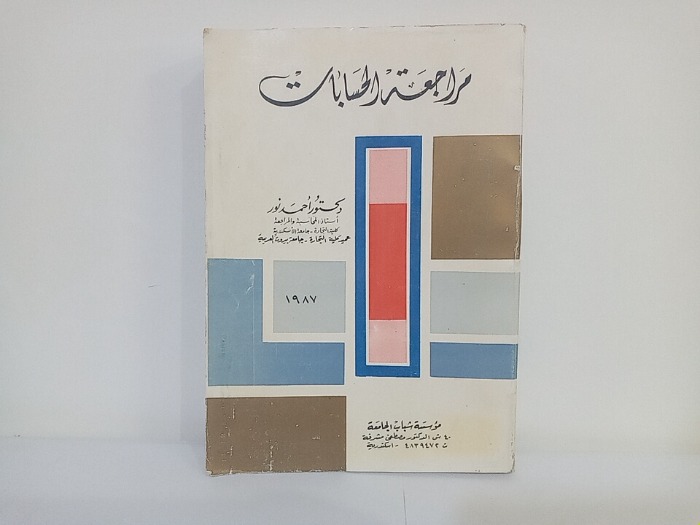 مراجعة الحسابات
دكتور أحمد نور
أستاذ المحاسبة والمراجعة
كلية التجارة - جامعة الأسكندرية
عميد كلية التجارة - جامعة بيروت العربية
١٩٨٧
مؤسسة شباب الجامعة
٤٠ ش الدكتور مصطفى مشرفة
ت ٤٨٣٩٤٧٢ - اسكندرية